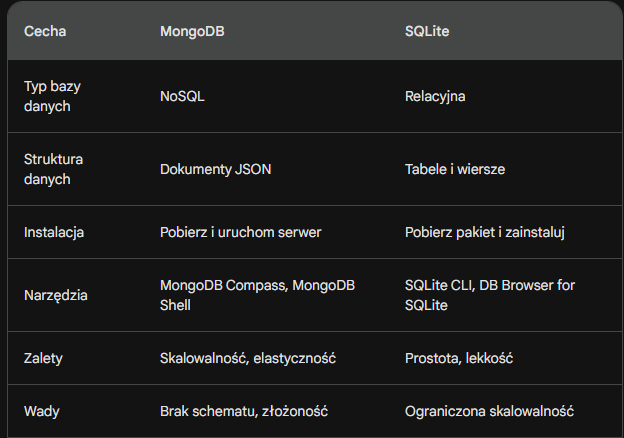 Cecha MongoDB SQLite
Typ bazy
danych NoSQL Relacyjna
Struktura
danych Dokumenty JSON Tabele i wiersze
Instalacja Pobierz i uruchom serwer Pobierz pakiet i zainstaluj
Narzędzia MongoDB Compass, MongoDB
Shell SQLite CLI, DB Browser for
SQLite
Zalety Skalowalność, elastyczność Prostota, lekkość
Wady Brak schematu, złożoność Ograniczona skalowalność